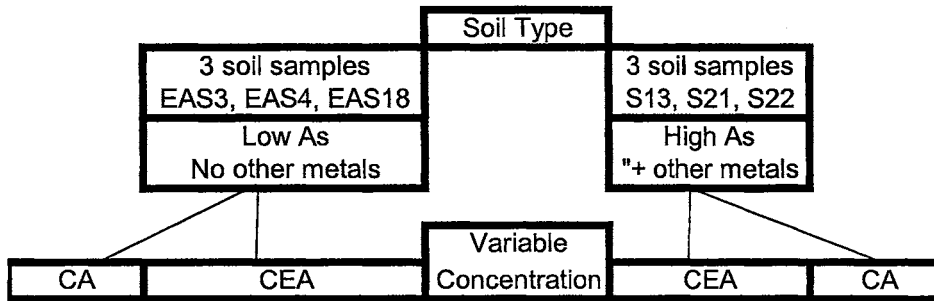 Soil Type
3 soil samples
EAS3, EAS4, EAS18
Low As
No other metals
3 soil samples
S13, S21, S22
High As
"+ other metals
Variable
Concentration
CA
CEA
CEA
CA